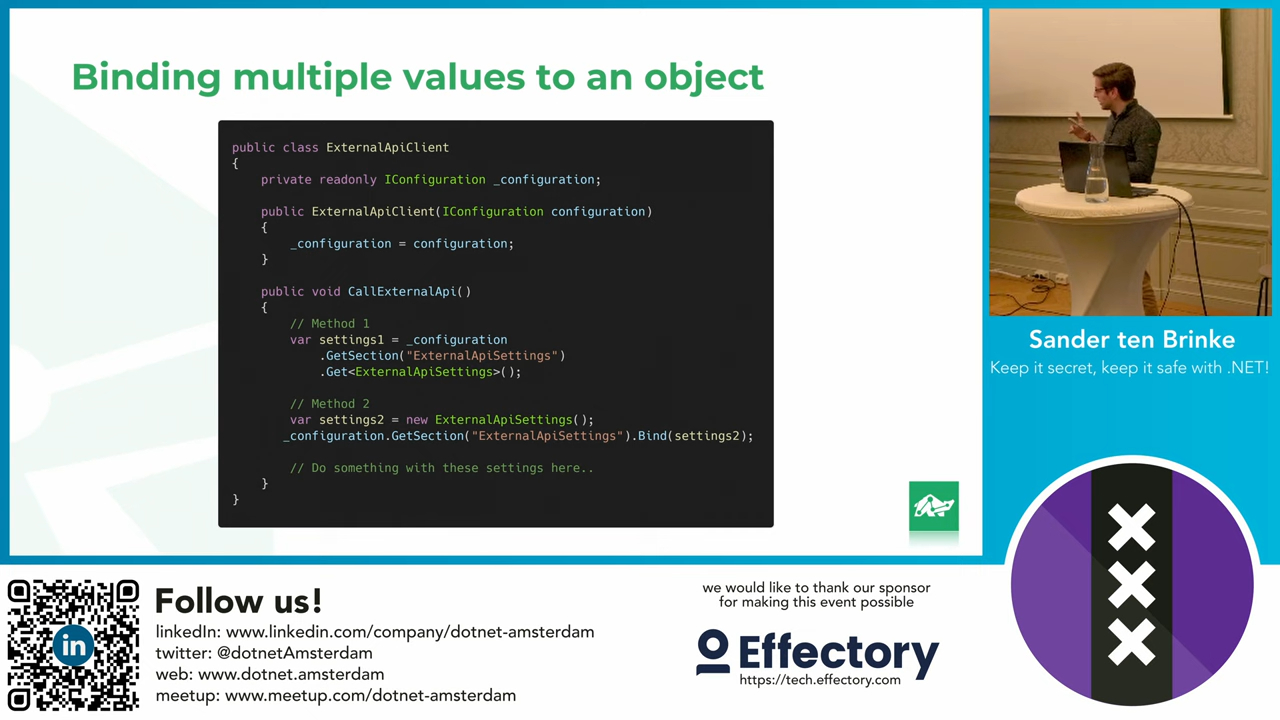 Binding multiple values to an object
public class ExternalApiClient
{
    private readonly IConfiguration _configuration;
    public ExternalApiClient(IConfiguration configuration)
    {
        _configuration = configuration;
    }
    public void CallExternalApi()
    {
        // Method 1
        var settings1 = _configuration
            .GetSection("ExternalApiSettings")
            .Get<ExternalApiSettings>();
        // Method 2
        var settings2 = new ExternalApiSettings();
       _configuration.GetSection("ExternalApiSettings").Bind(settings2);
        // Do something with these settings here..
    }
}
Sander ten Brinke
Keep it secret, keep it safe with .NET!
Follow us!
linkedIn: www.linkedin.com/company/dotnet-amsterdam
twitter: @dotnetAmsterdam
web: www.dotnet.amsterdam
meetup: www.meetup.com/dotnet-amsterdam
in
we would like to thank our sponsor
for making this event possible
Effectory
https://tech.effectory.com